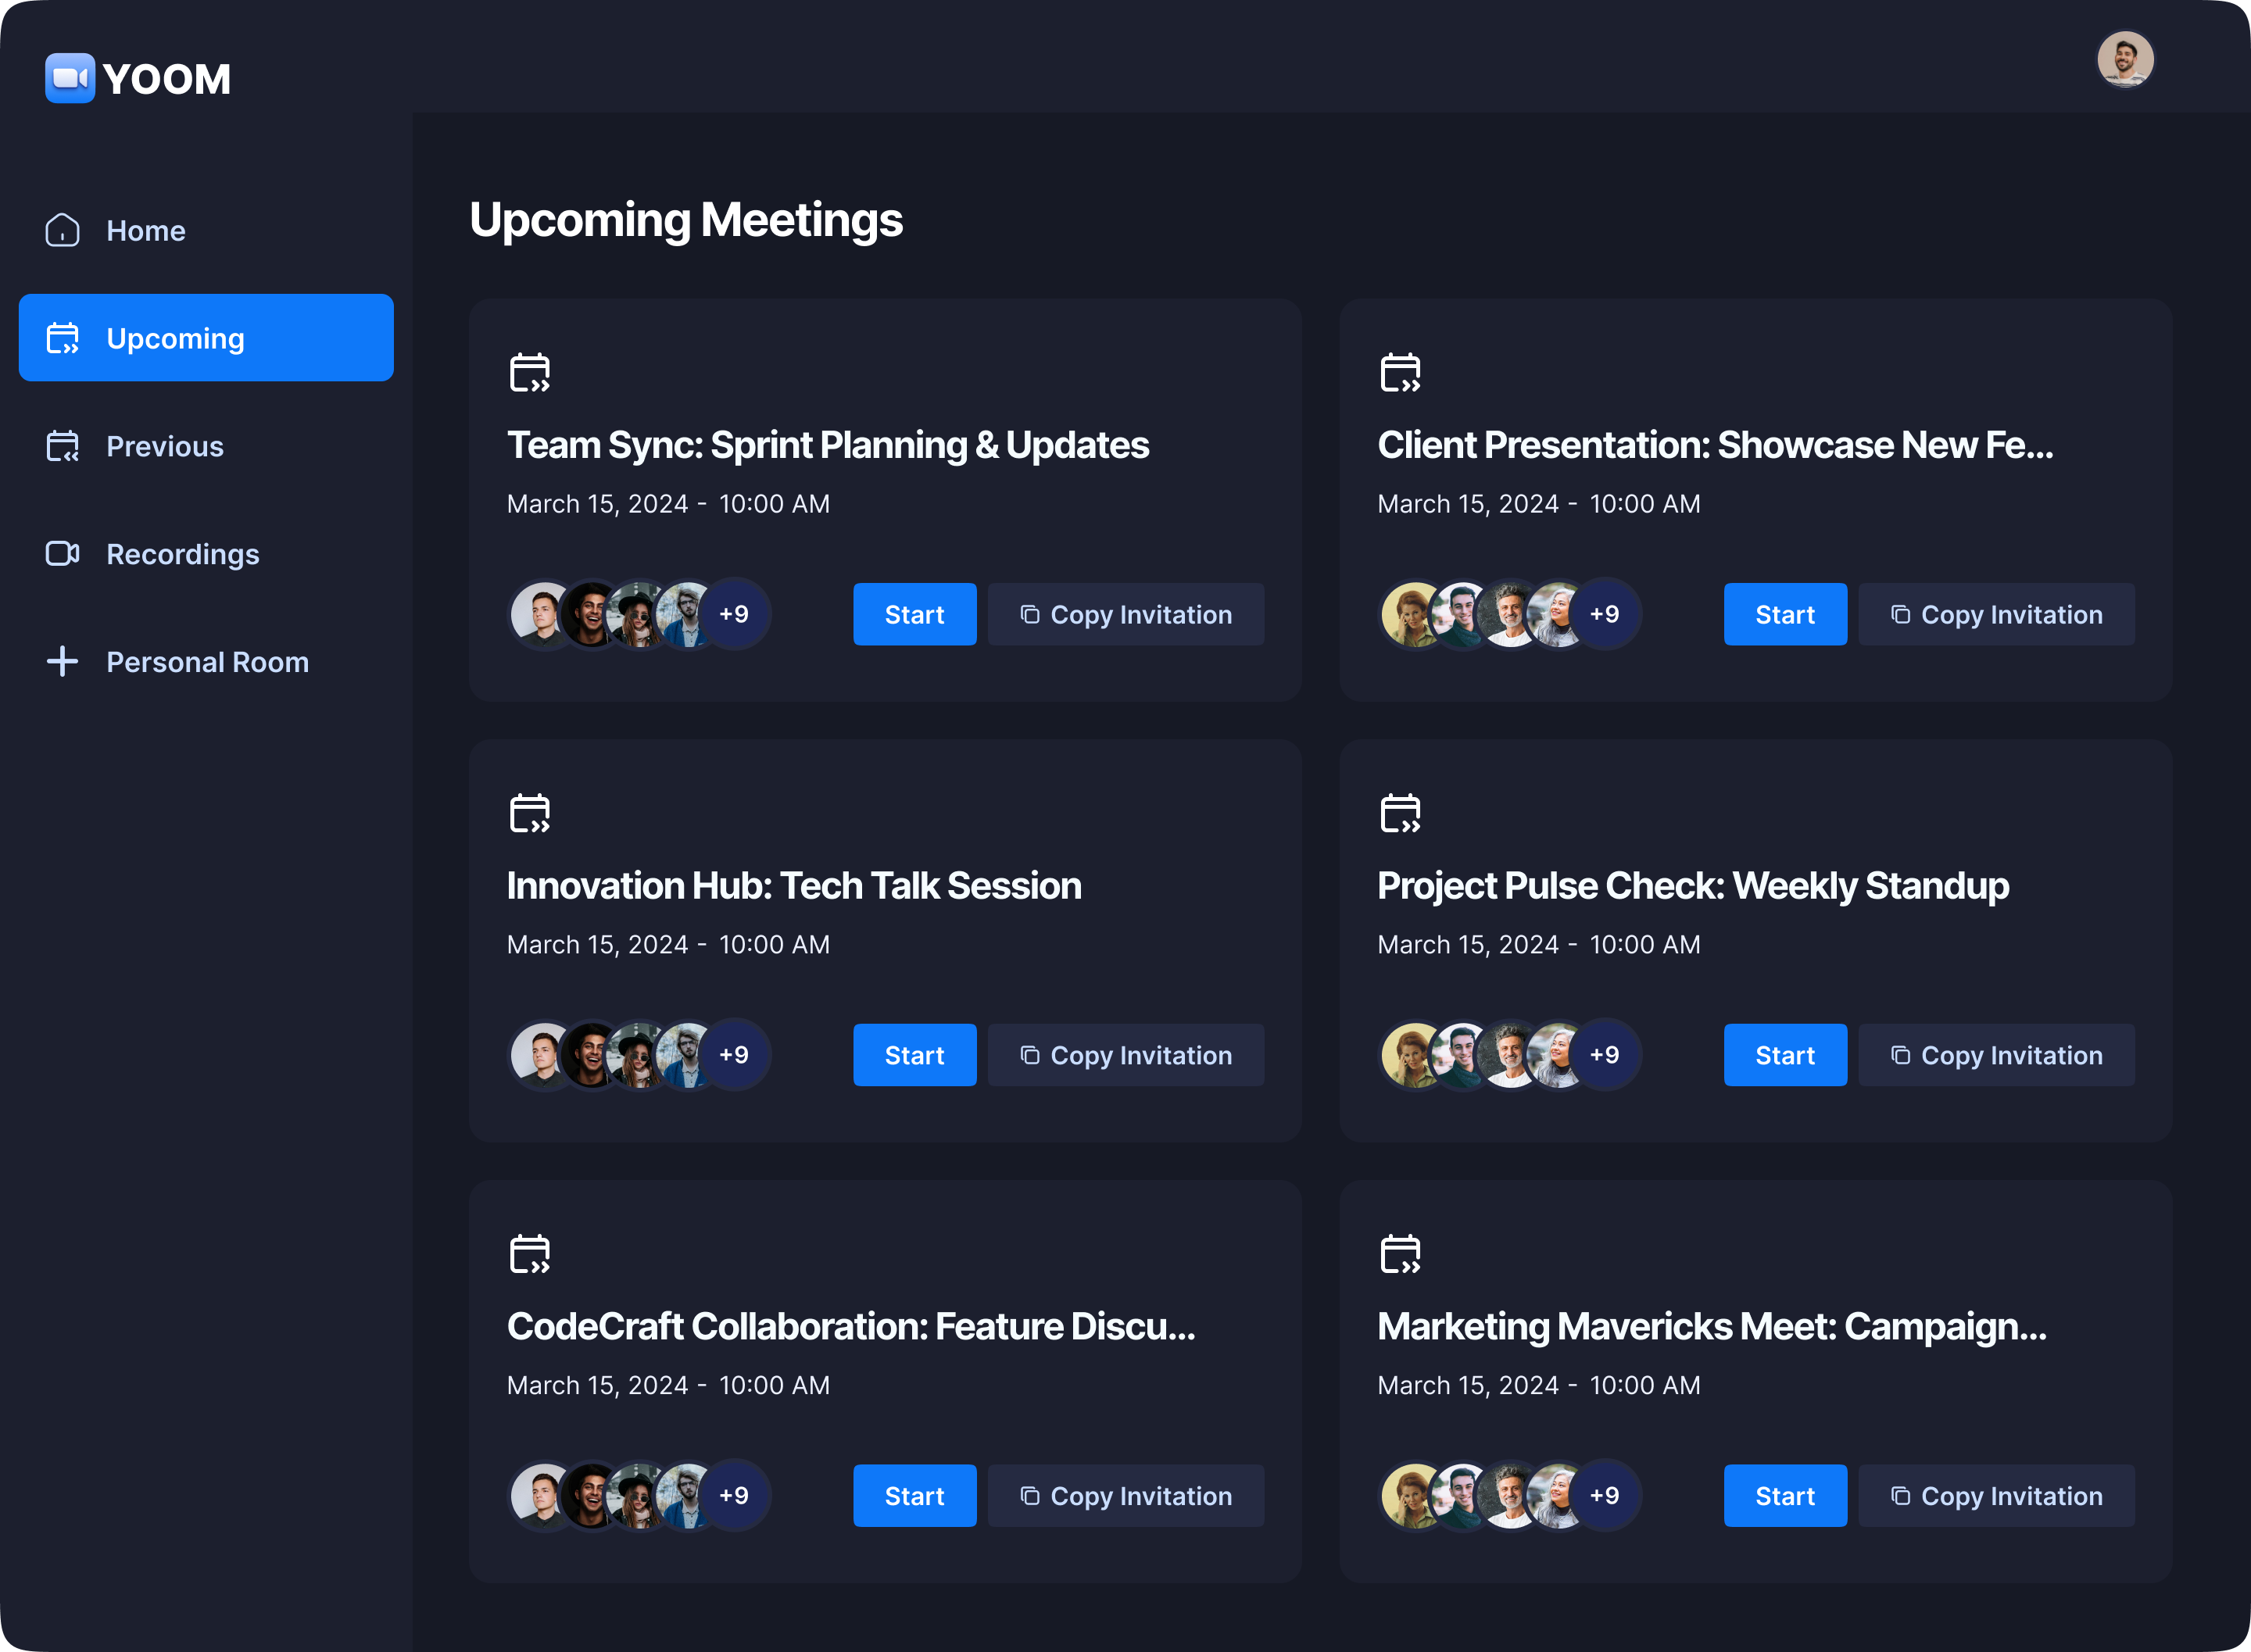 YOOM
Home
Upcoming
Previous
Recordings
Personal Room
Upcoming Meetings
Team Sync: Sprint Planning & Updates
March 15, 2024 - 10:00 AM
+9
Start
Copy Invitation
Client Presentation: Showcase New Fe...
March 15, 2024 - 10:00 AM
+9
Start
Copy Invitation
Innovation Hub: Tech Talk Session
March 15, 2024 - 10:00 AM
+9
Start
Copy Invitation
Project Pulse Check: Weekly Standup
March 15, 2024 - 10:00 AM
+9
Start
Copy Invitation
CodeCraft Collaboration: Feature Discu...
March 15, 2024 - 10:00 AM
+9
Start
Copy Invitation
Marketing Mavericks Meet: Campaign...
March 15, 2024 - 10:00 AM
+9
Start
Copy Invitation